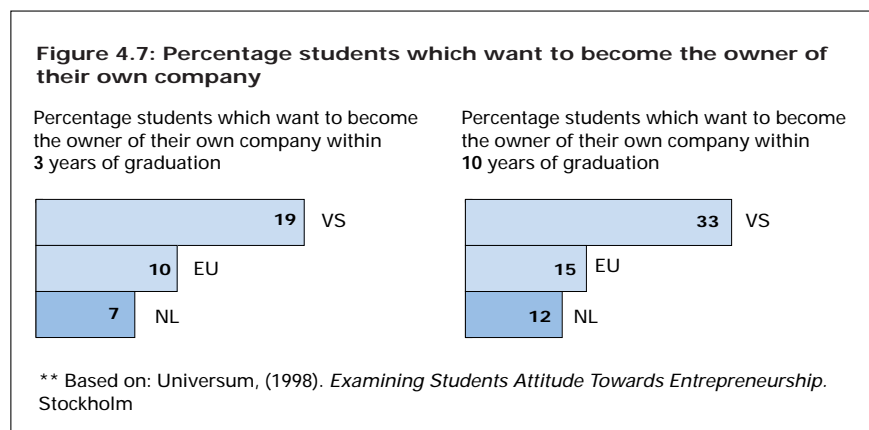 Figure 4.7: Percentage students which want to become the owner of
their own company
Percentage students which want to become
the owner of their own company within
3 years of graduation
19 VS
10 EU
7 NL
Percentage students which want to become
the owner of their own company within
10 years of graduation
33 VS
15 EU
12 NL
** Based on: Universum, (1998). Examining Students Attitude Towards Entrepreneurship.
Stockholm